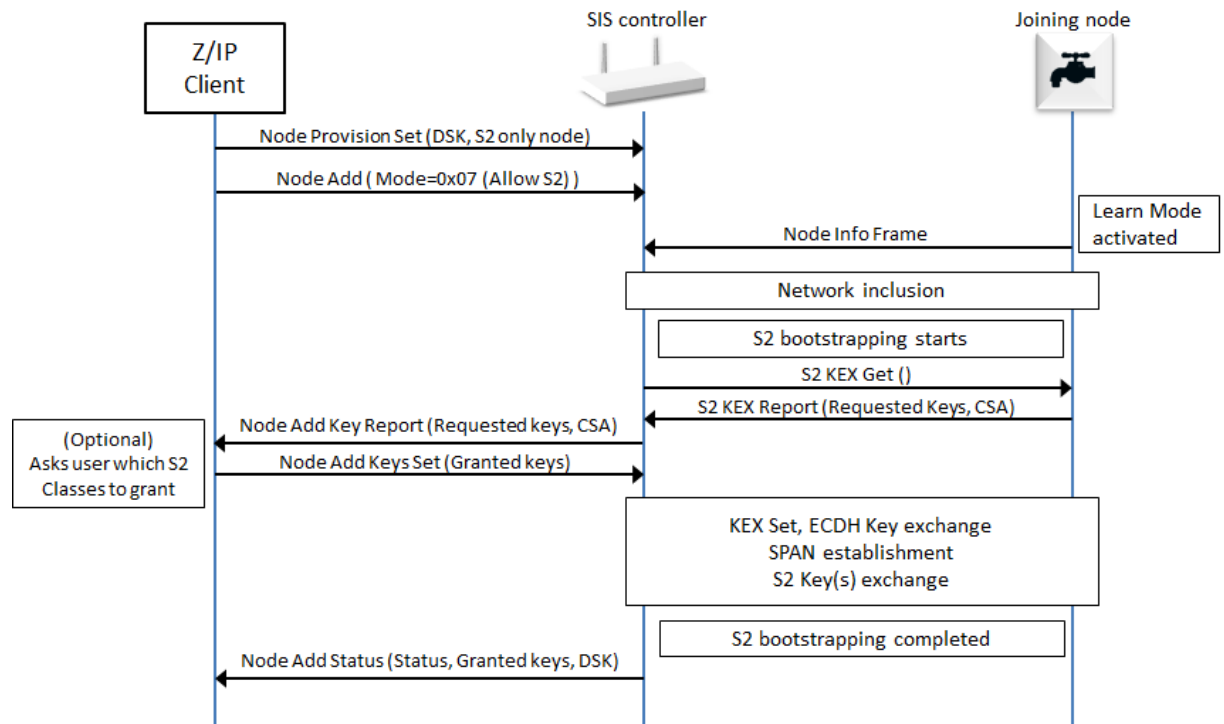 SIS controller
Joining node
Z/IP
Client
Node Provision Set (DSK, S2 only node)
Node Add ( Mode=0x07 (Allow S2) )
Learn Mode
activated
Node Info Frame
Network inclusion
S2 bootstrapping starts
S2 KEX Get ()
S2 KEX Report (Requested Keys, CSA)
Node Add Key Report (Requested keys, CSA)
(Optional)
Asks user which S2
Classes to grant
Node Add Keys Set (Granted keys)
KEX Set, ECDH Key exchange
SPAN establishment
S2 Key(s) exchange
S2 bootstrapping completed
Node Add Status (Status, Granted keys, DSK)